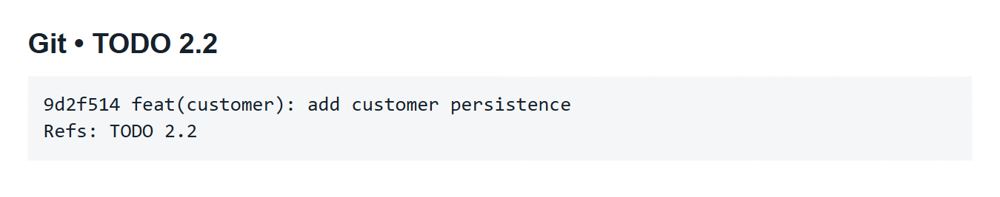 Git • TODO 2.2
9d2f514 feat(customer): add customer persistence
Refs: TODO 2.2